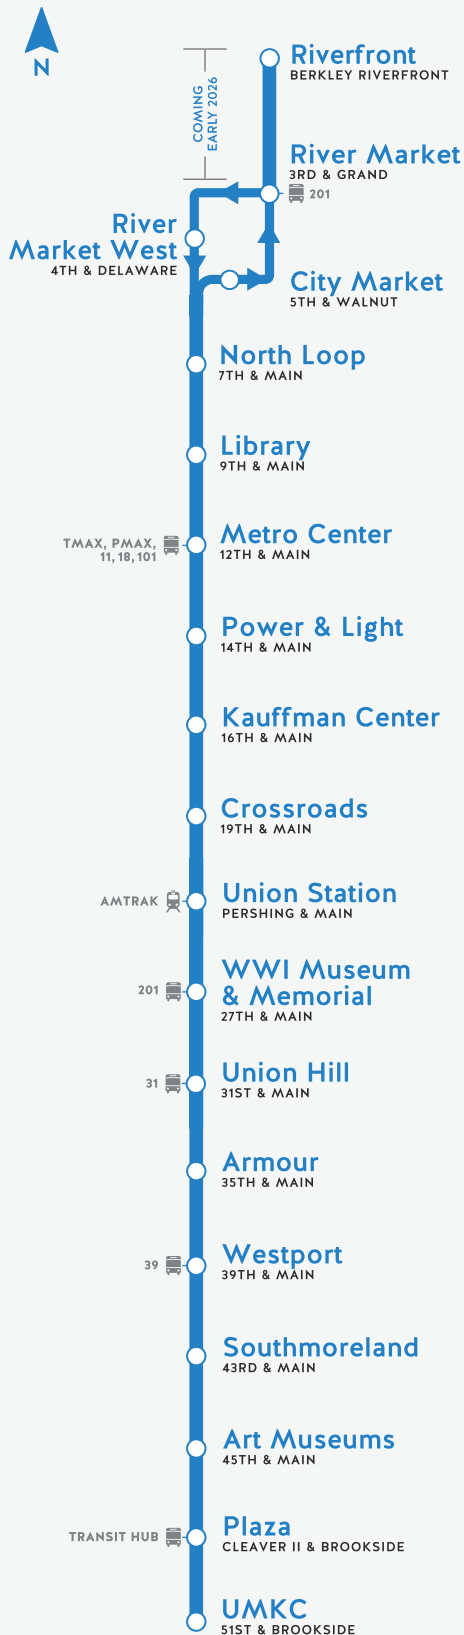 N
COMING
EARLY 2026
Riverfront
BERKLEY RIVERFRONT
River Market
3RD & GRAND
201
River
Market West
4TH & DELAWARE
City Market
5TH & WALNUT
North Loop
7TH & MAIN
Library
9TH & MAIN
TMAX, PMAX,
11, 18, 101
Metro Center
12TH & MAIN
Power & Light
14TH & MAIN
Kauffman Center
16TH & MAIN
Crossroads
19TH & MAIN
AMTRAK
Union Station
PERSHING & MAIN
201
WWI Museum
& Memorial
27TH & MAIN
31
Union Hill
31ST & MAIN
Armour
35TH & MAIN
39
Westport
39TH & MAIN
Southmoreland
43RD & MAIN
Art Museums
45TH & MAIN
TRANSIT HUB
Plaza
CLEAVER II & BROOKSIDE
UMKC
51ST & BROOKSIDE